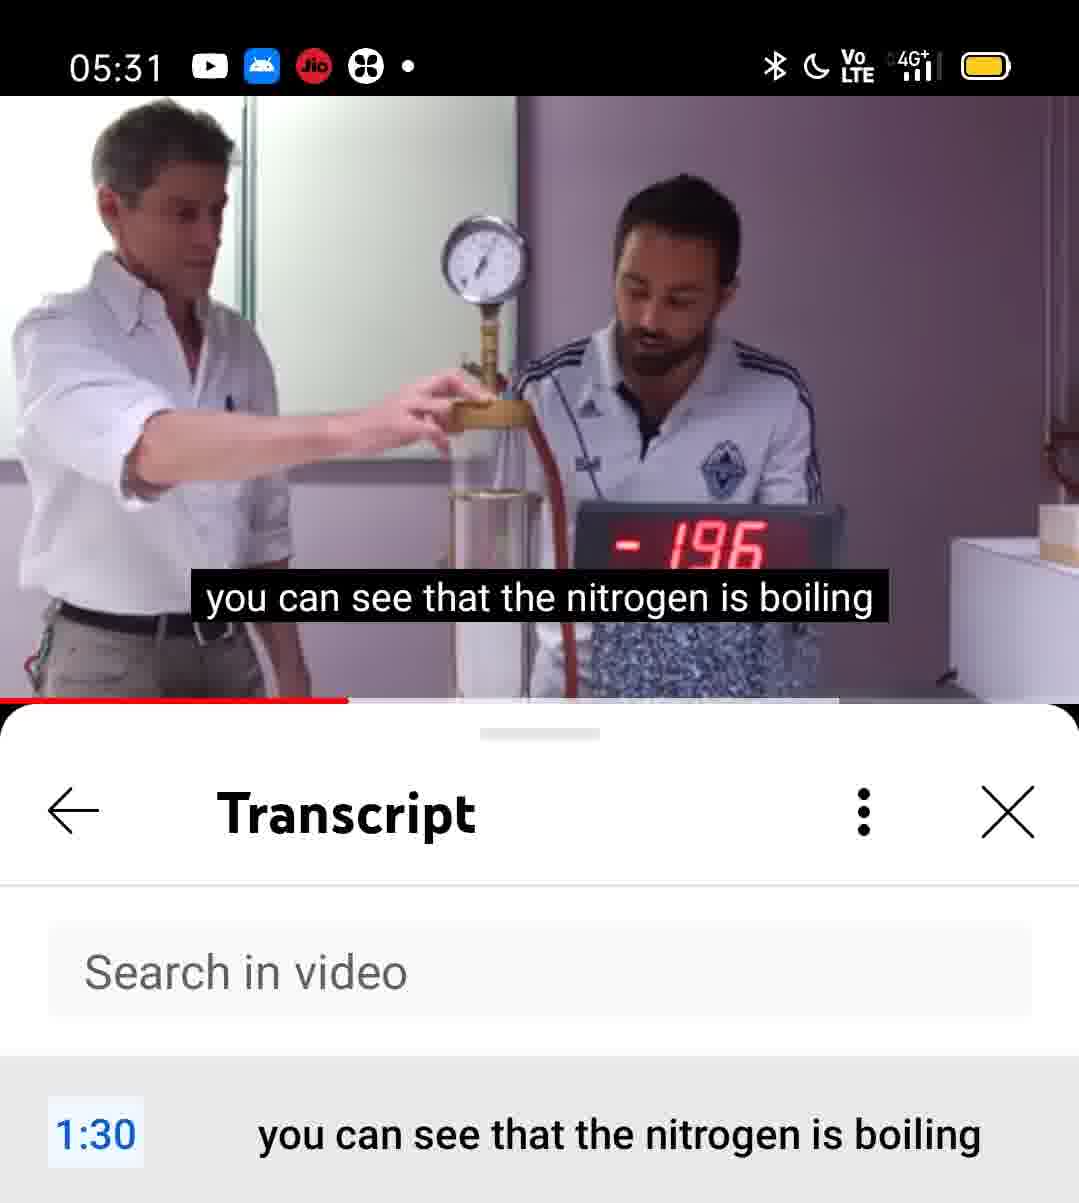 05:31
Jio
Vo
LTE
4G+
-196
you can see that the nitrogen is boiling
Transcript
Search in video
1:30
you can see that the nitrogen is boiling